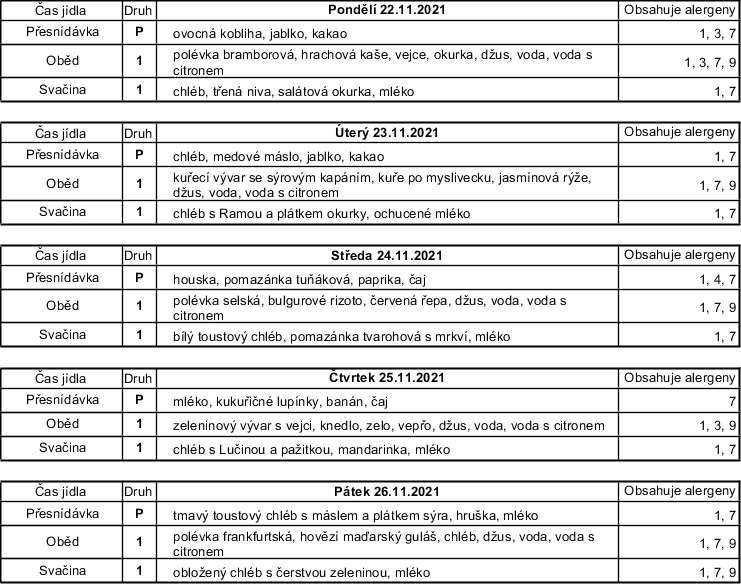 Čas jídla Druh Pondělí 22.11.2021 Obsahuje alergeny
Přesnídávka P ovocná kobliha, jablko, kakao 1, 3, 7
Oběd 1 polévka bramborová, hrachová kaše, vejce, okurka, džus, voda, voda s citronem 1, 3, 7, 9
Svačina 1 chléb, třená niva, salátová okurka, mléko 1, 7
Čas jídla Druh Úterý 23.11.2021 Obsahuje alergeny
Přesnídávka P chléb, medové máslo, jablko, kakao 1, 7
Oběd 1 kuřecí vývar se sýrovým kapáním, kuře po myslivecku, jasmínová rýže, džus, voda, voda s citronem 1, 7, 9
Svačina 1 chléb s Ramou a plátkem okurky, ochucené mléko 1, 7
Čas jídla Druh Středa 24.11.2021 Obsahuje alergeny
Přesnídávka P houska, pomazánka tuňáková, paprika, čaj 1, 4, 7
Oběd 1 polévka selská, bulgurové rizoto, červená řepa, džus, voda, voda s citronem 1, 7, 9
Svačina 1 bílý toustový chléb, pomazánka tvarohová s mrkví, mléko 1, 7
Čas jídla Druh Čtvrtek 25.11.2021 Obsahuje alergeny
Přesnídávka P mléko, kukuřičné lupínky, banán, čaj 7
Oběd 1 zeleninový vývar s vejci, knedlo, zelo, vepřo, džus, voda, voda s citronem 1, 3, 9
Svačina 1 chléb s Lučinou a pažitkou, mandarinka, mléko 1, 7
Čas jídla Druh Pátek 26.11.2021 Obsahuje alergeny
Přesnídávka P tmavý toustový chléb s máslem a plátkem sýra, hruška, mléko 1, 7
Oběd 1 polévka frankfurtská, hovězí maďarský guláš, chléb, džus, voda, voda s citronem 1, 7, 9
Svačina 1 obložený chléb s čerstvou zeleninou, mléko 1, 7, 9